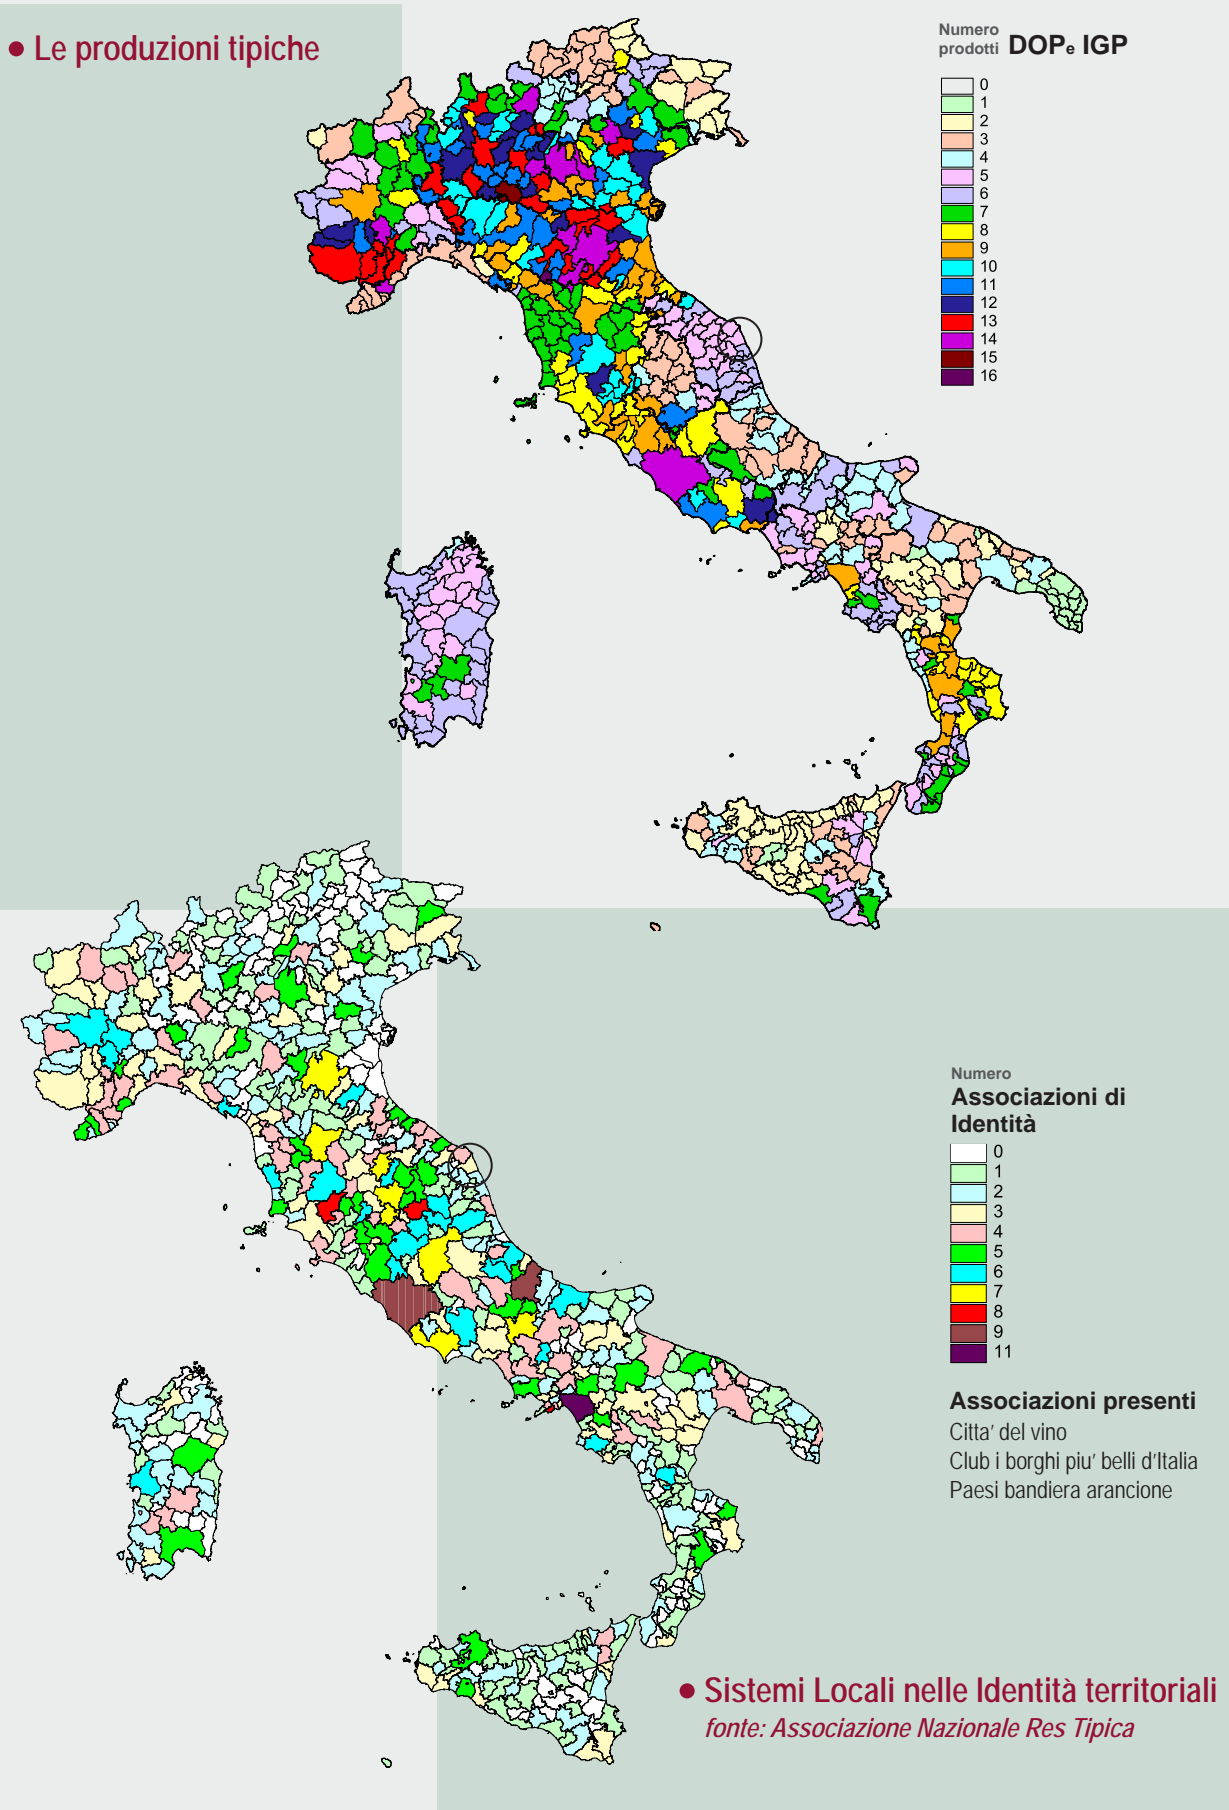 • Le produzioni tipiche
Numero
prodotti DOPe IGP
0
1
2
3
4
5
6
7
8
9
10
11
12
13
14
15
16
Numero
Associazioni di
Identità
0
1
2
3
4
5
6
7
8
9
11
Associazioni presenti
Citta' del vino
Club i borghi piu' belli d'Italia
Paesi bandiera arancione
• Sistemi Locali nelle Identità territoriali
fonte: Associazione Nazionale Res Tipica